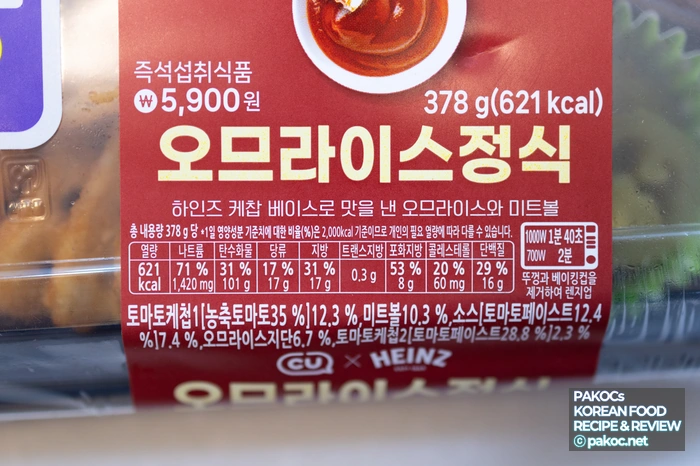 즉석섭취식품
₩5,900원
378 g(621 kcal)
오므라이스정식
하인즈 케찹 베이스로 맛을 낸 오므라이스와 미트볼
총 내용량 378 g 당 *1일 영양성분 기준치에 대한 비율(%)은 2,000kcal 기준이므로 개인의 필요 열량에 따라 다를 수 있습니다.
열량 나트륨 탄수화물 당류 지방 트랜스지방 포화지방 콜레스테롤 단백질
621 kcal 71 % 31 % 17 % 31 % 0,3 g 53 % 20 % 29 %
1,420 mg 101 g 17 g 17 g 8 g 60 mg 16 g
1000W 1분 40초
700W 2분
뚜껑과 베이킹컵을
제거하여 렌지업
토마토케첩1[농축토마토35 %]12.3 %,미트볼10.3 %,소스[토마토페이스트12.4
%]7.4 %,오므라이스지단6.7 %,토마토케첩2[토마토페이스트28.8 %]2.3 %
CU × HEINZ
오므라이스정식
PAKOCs
KOREAN FOOD
RECIPE & REVIEW
ⓒ pakoc.net